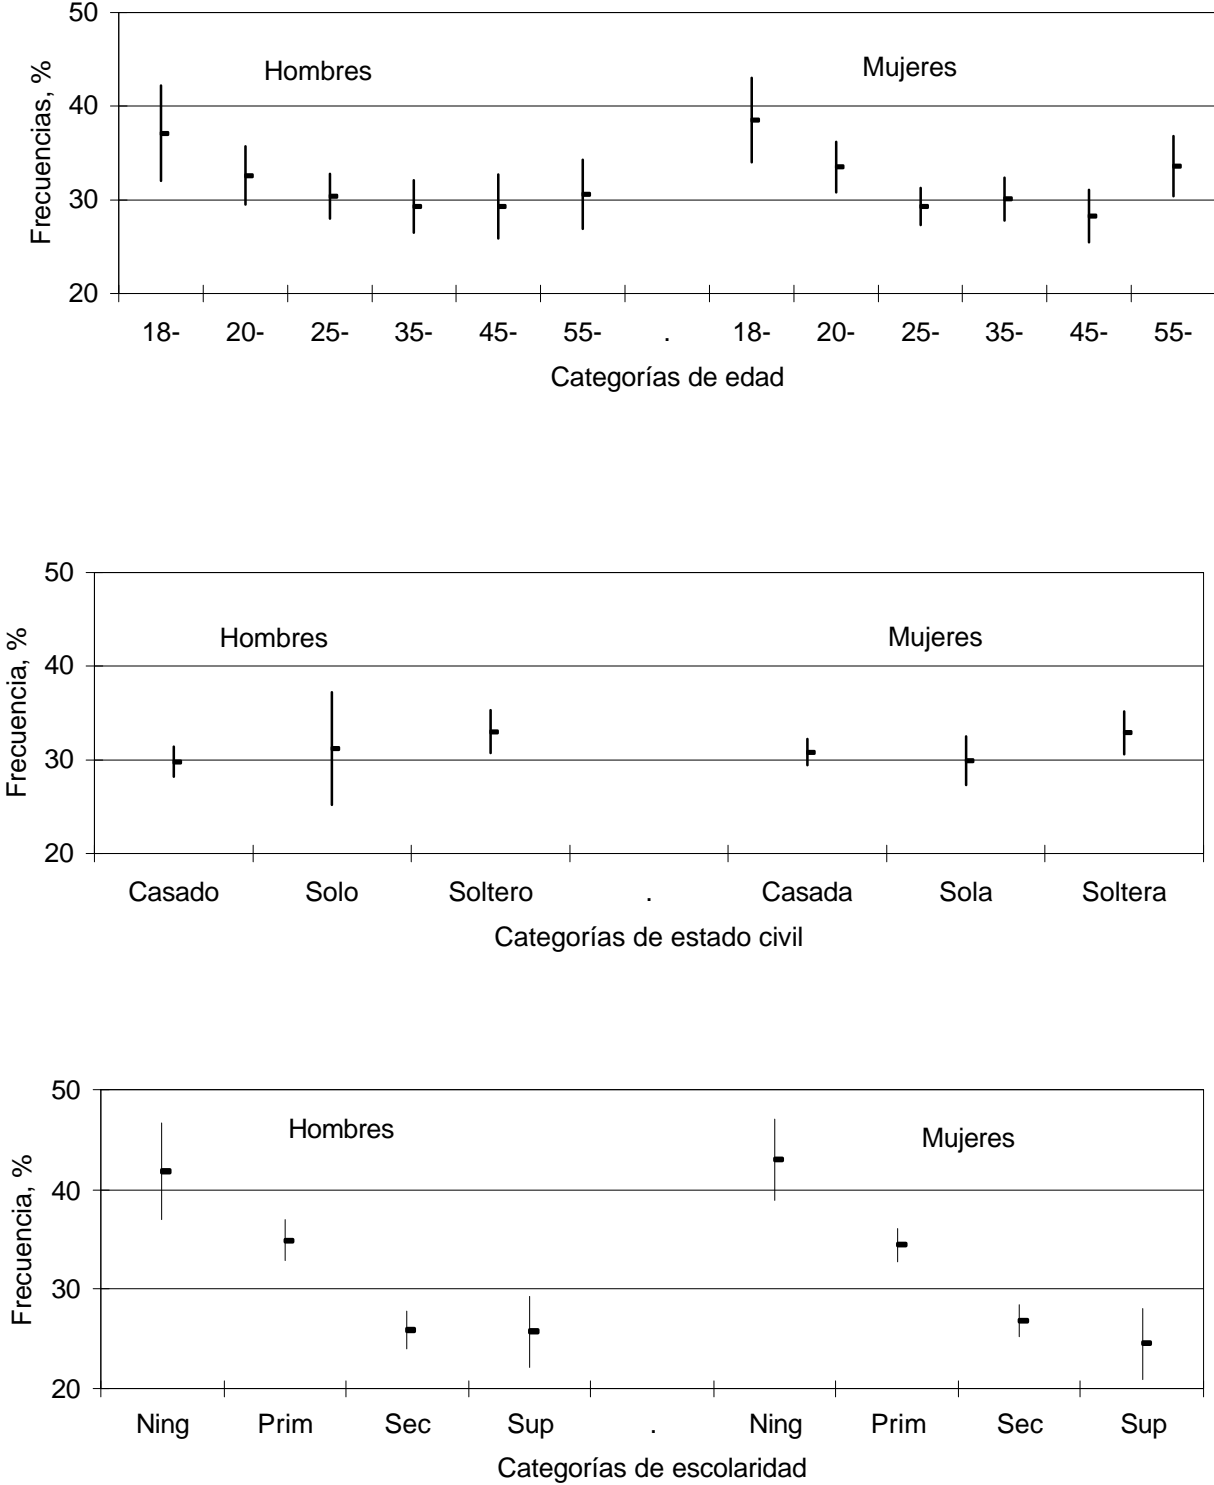 50
Hombres
Mujeres
40
30
20
Frecuencias, %
18- 20- 25- 35- 45- 55- . 18- 20- 25- 35- 45- 55-
Categorías de edad
50
Hombres
Mujeres
40
30
20
Frecuencia, %
Casado Solo Soltero . Casada Sola Soltera
Categorías de estado civil
50
Hombres
Mujeres
40
30
20
Frecuencia, %
Ning Prim Sec Sup . Ning Prim Sec Sup
Categorías de escolaridad